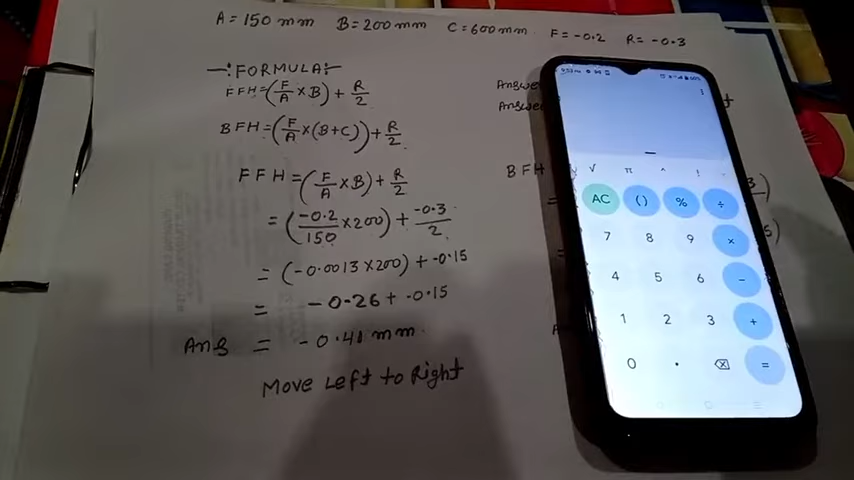 A = 150 mm B = 200 mm C = 600 mm F = -0.2 R = -0.3
—: FORMULA:—
FFH = (F/A × B) + R/2
BFH = (F/A × (B + C)) + R/2
FFH = (F/A × B) + R/2
= (-0.2/150 × 200) + -0.3/2
= (-0.0013 × 200) + -0.15
= -0.26 + -0.15
Ans = -0.41 mm
Move Left to Right
Answe
Answe
BFH
=
√ π ^ !
AC () % ÷
7 8 9 ×
4 5 6 −
1 2 3 +
0 . =